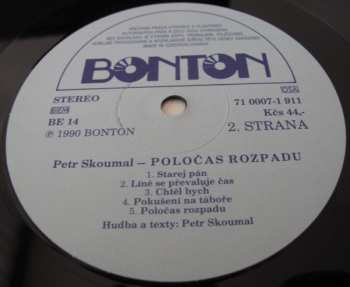 BONTON
STEREO
OSA
71 0007-1 911
BE 14
Kčs 44,-
℗ 1990 BONTON
2. STRANA
Petr Skoumal – POLOČAS ROZPADU
1. Starej pán
2. Líně se převaluje čas
3. Chtěl bych
4. Pokušení na táboře
5. Poločas rozpadu
Hudba a texty: Petr Skoumal